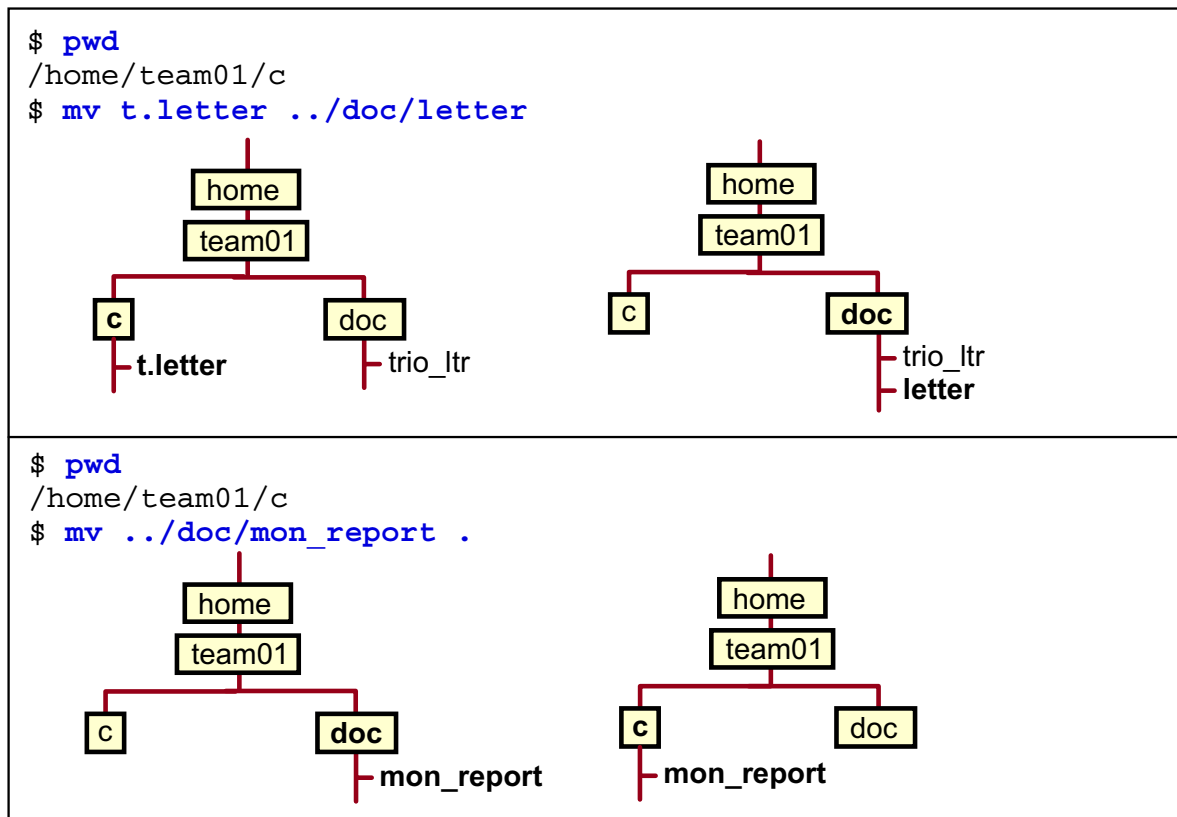 $ pwd
/home/team01/c
$ mv t.letter ../doc/letter
home home
team01 team01
c doc c doc
t.letter trio_ltr trio_ltr
letter
$ pwd
/home/team01/c
$ mv ../doc/mon_report .
home home
team01 team01
c doc c doc
mon_report mon_report